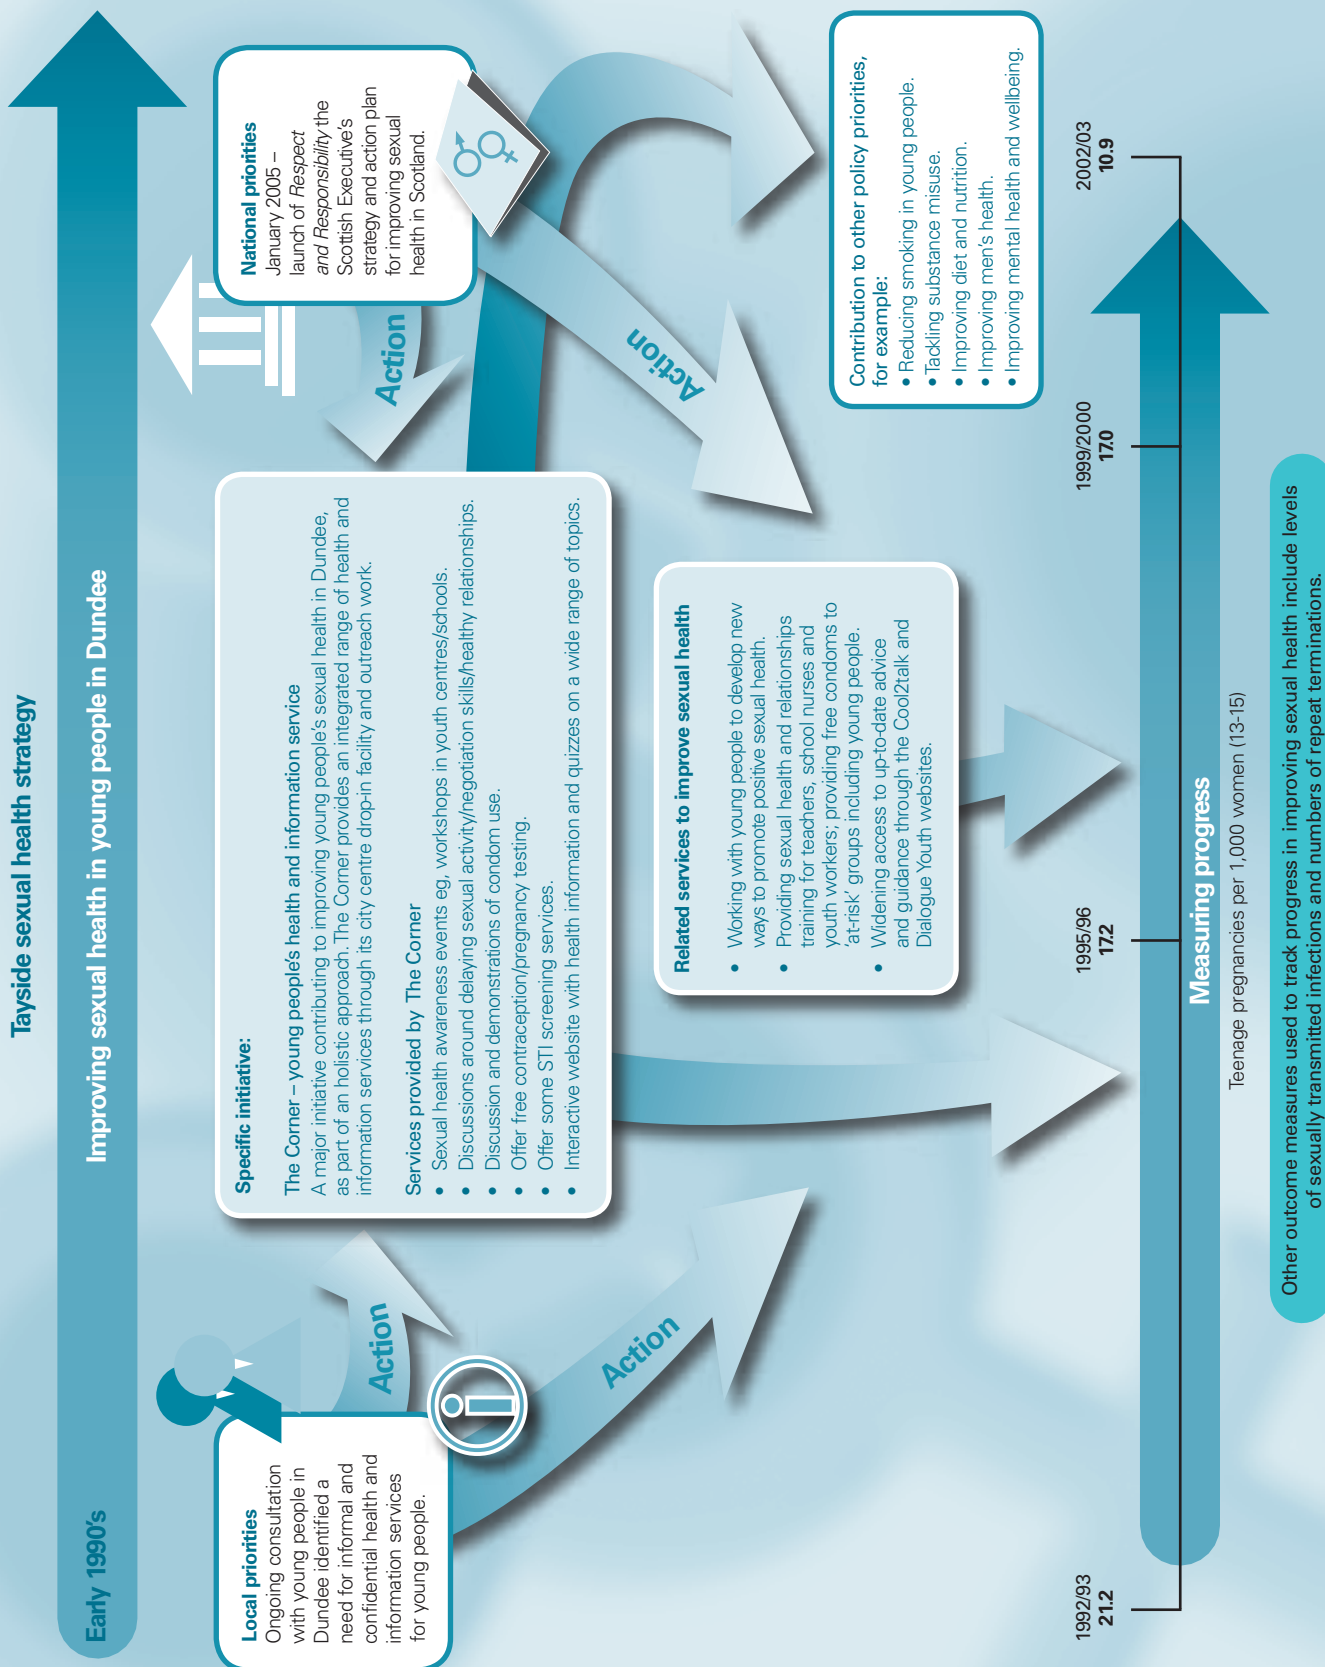 Tayside sexual health strategy
Early 1990's
Improving sexual health in young people in Dundee
Local priorities
Ongoing consultation
with young people in
Dundee identified a
need for informal and
confidential health and
information services
for young people.
Action
Action
Specific initiative:
The Corner – young people's health and information service
A major initiative contributing to improving young people's sexual health in Dundee,
as part of an holistic approach. The Corner provides an integrated range of health and
information services through its city centre drop-in facility and outreach work.
Services provided by The Corner
• Sexual health awareness events eg, workshops in youth centres/schools.
• Discussions around delaying sexual activity/negotiation skills/healthy relationships.
• Discussion and demonstrations of condom use.
• Offer free contraception/pregnancy testing.
• Offer some STI screening services.
• Interactive website with health information and quizzes on a wide range of topics.
National priorities
January 2005 –
launch of Respect
and Responsibility the
Scottish Executive's
strategy and action plan
for improving sexual
health in Scotland.
Action
Action
Related services to improve sexual health
• Working with young people to develop new
ways to promote positive sexual health.
• Providing sexual health and relationships
training for teachers, school nurses and
youth workers; providing free condoms to
'at-risk' groups including young people.
• Widening access to up-to-date advice
and guidance through the Cool2talk and
Dialogue Youth websites.
Contribution to other policy priorities,
for example:
• Reducing smoking in young people.
• Tackling substance misuse.
• Improving diet and nutrition.
• Improving men's health.
• Improving mental health and wellbeing.
1992/93
21.2
1995/96
17.2
1999/2000
17.0
2002/03
10.9
Measuring progress
Teenage pregnancies per 1,000 women (13-15)
Other outcome measures used to track progress in improving sexual health include levels
of sexually transmitted infections and numbers of repeat terminations.